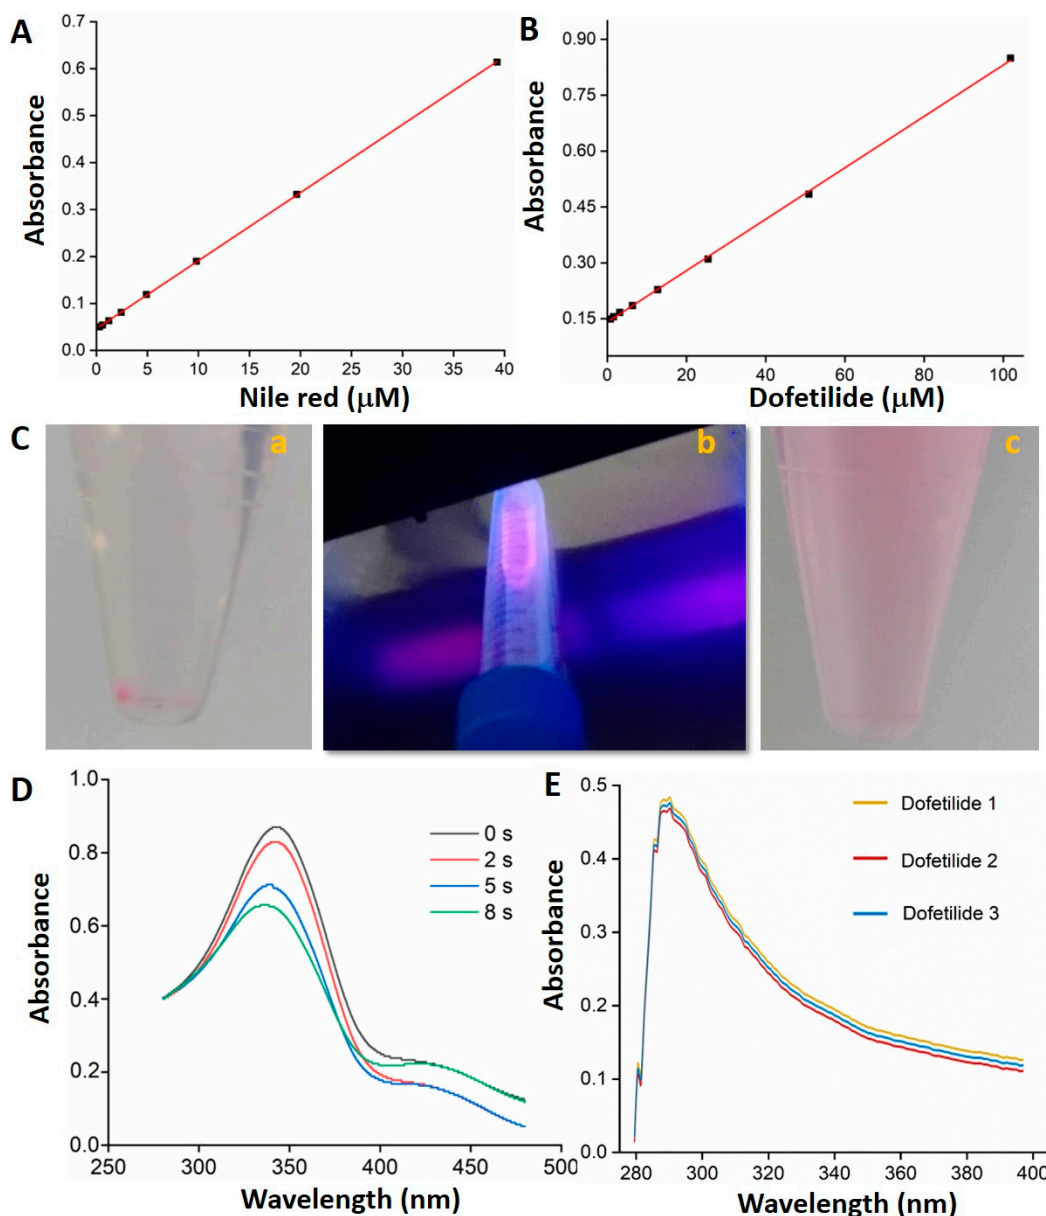 A
Absorbance
0.7
0.6
0.5
0.4
0.3
0.2
0.1
0.0
0 5 10 15 20 25 30 35 40
Nile red (μM)
B
Absorbance
0.90
0.75
0.60
0.45
0.30
0.15
0 20 40 60 80 100
Dofetilide (μM)
C
a
b
c
D
Absorbance
1.0
0.8
0.6
0.4
0.2
0.0
0 s
2 s
5 s
8 s
250 300 350 400 450 500
Wavelength (nm)
E
Absorbance
0.5
0.4
0.3
0.2
0.1
0.0
Dofetilide 1
Dofetilide 2
Dofetilide 3
280 300 320 340 360 380 400
Wavelength (nm)